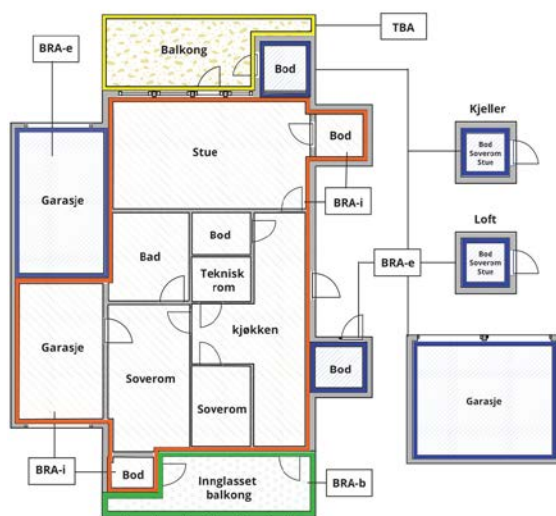 TBA
BRA-e
Balkong
Bod
Kjeller
Bod
Soverom
Stue
Stue
Bod
Garasje
BRA-i
Loft
Bod
Bad
Bod
Soverom
Stue
Teknisk
rom
BRA-e
kjøkken
Garasje
Soverom
Bod
Garasje
Soverom
BRA-i
Bod
Innglasset
balkong
BRA-b